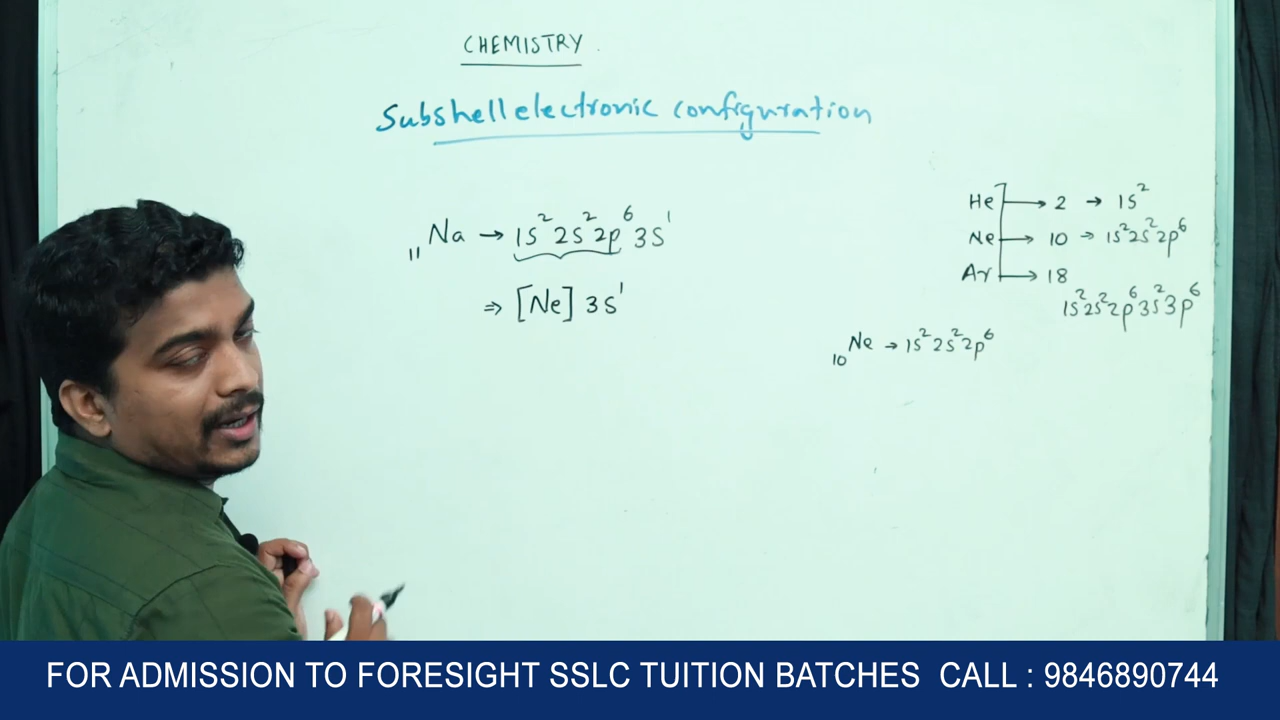 CHEMISTRY
Subshell electronic configuration
₁₁Na → 1s² 2s² 2p⁶ 3s¹
⇒ [Ne] 3s¹
He → 2 → 1s²
Ne → 10 → 1s² 2s² 2p⁶
Ar → 18
1s² 2s² 2p⁶ 3s² 3p⁶
₁₀Ne → 1s² 2s² 2p⁶
FOR ADMISSION TO FORESIGHT SSLC TUITION BATCHES CALL : 9846890744